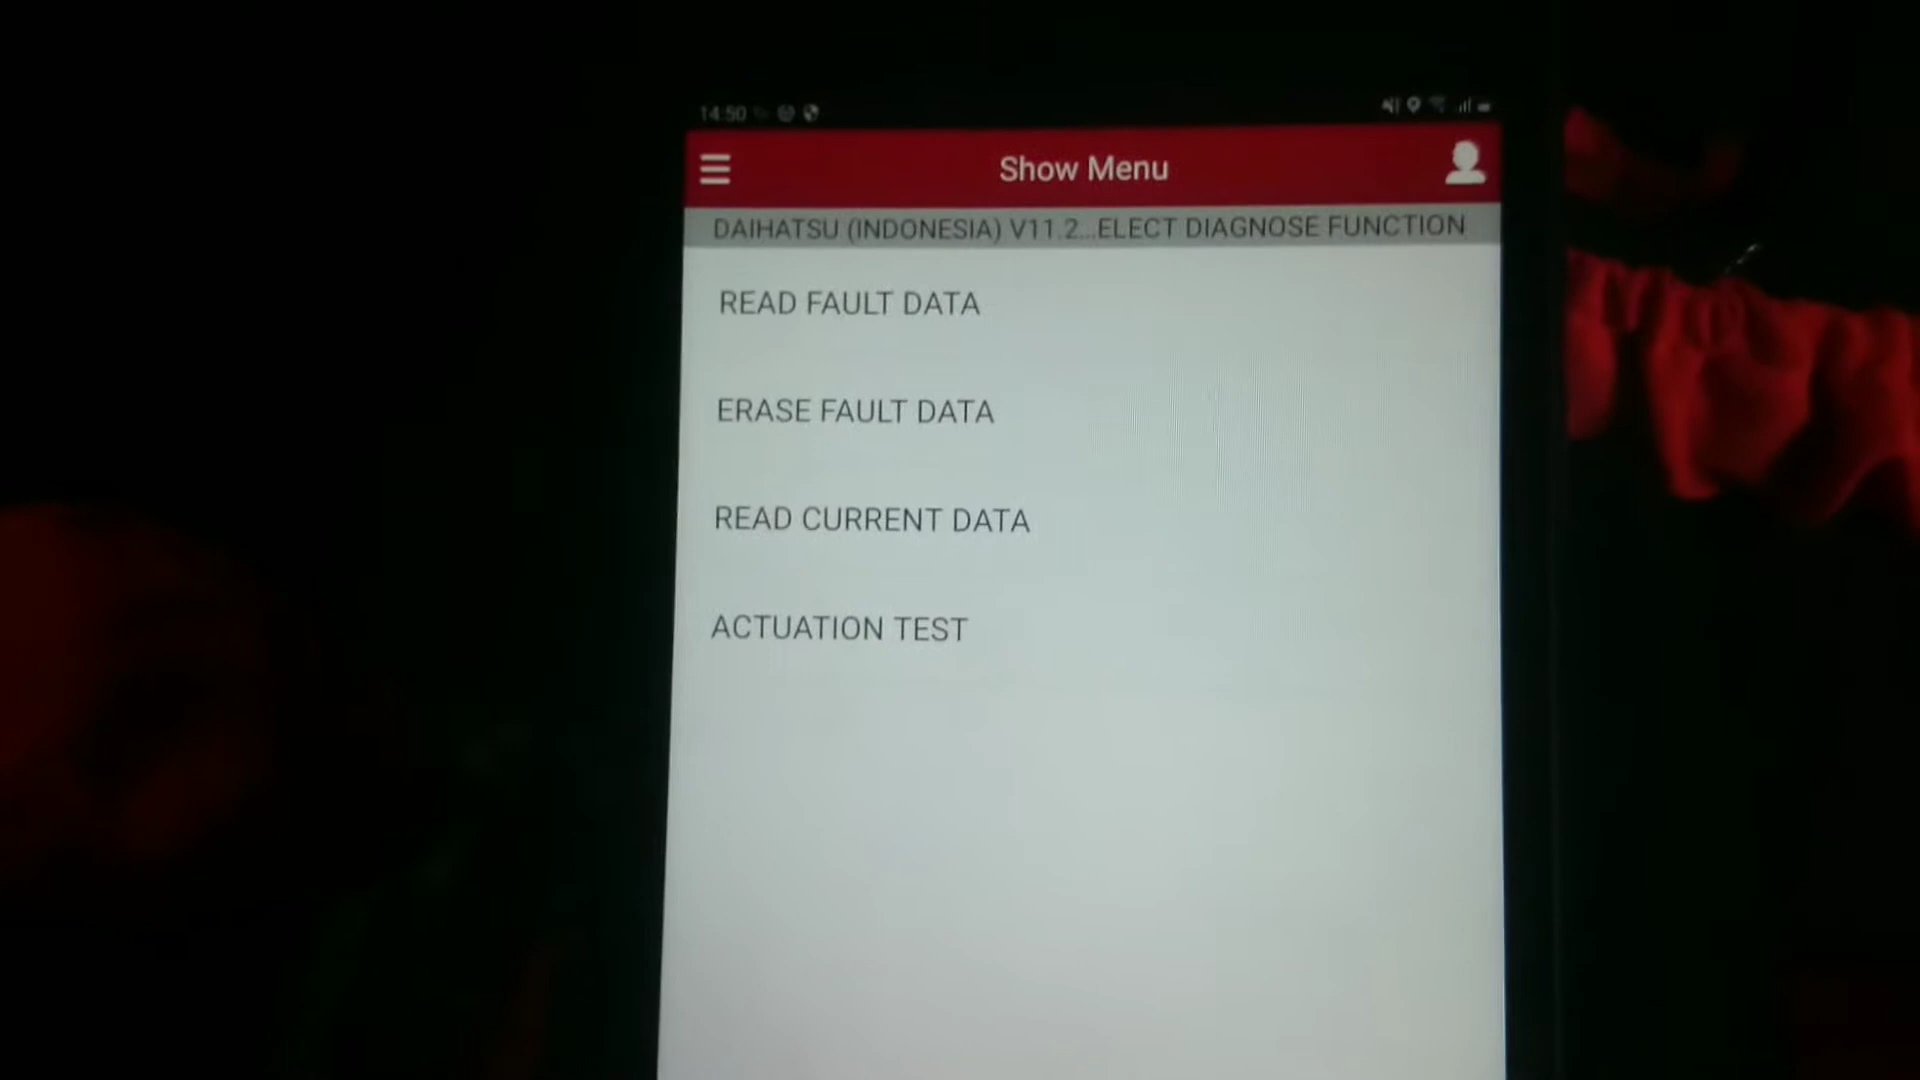 14:50
Show Menu
DAIHATSU (INDONESIA) V11.2...ELECT DIAGNOSE FUNCTION
READ FAULT DATA
ERASE FAULT DATA
READ CURRENT DATA
ACTUATION TEST